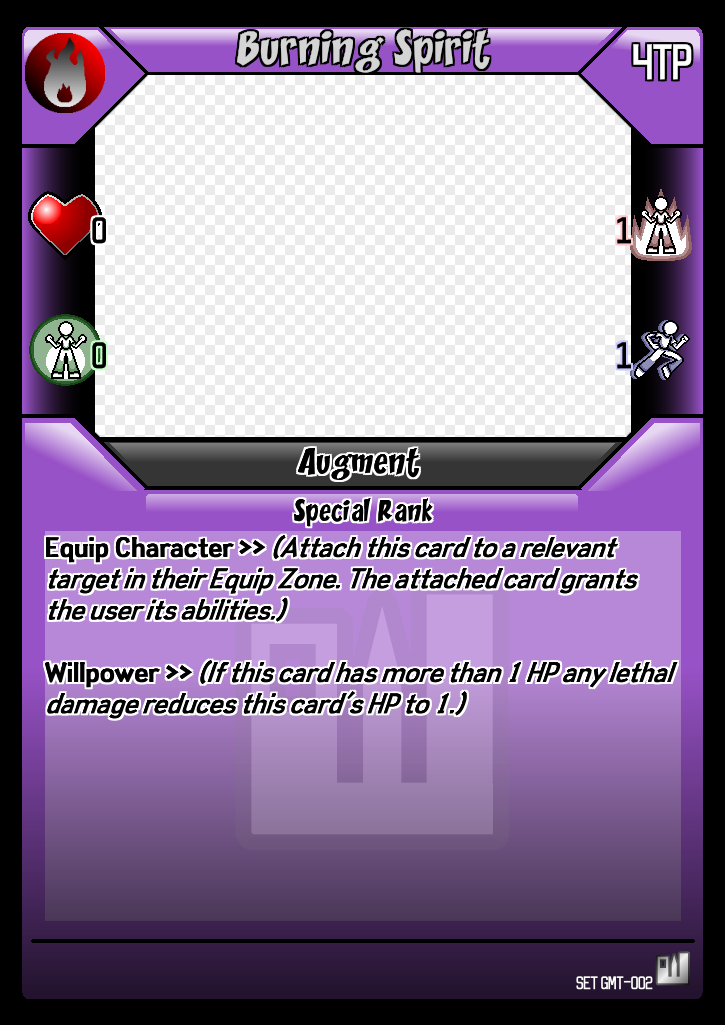 Burning Spirit
4TP
0
1
0
1
Augment
Special Rank
Equip Character >> (Attach this card to a relevant
target in their Equip Zone. The attached card grants
the user its abilities.)
Willpower >> (If this card has more than 1 HP any lethal
damage reduces this card's HP to 1.)
SET GMT-002